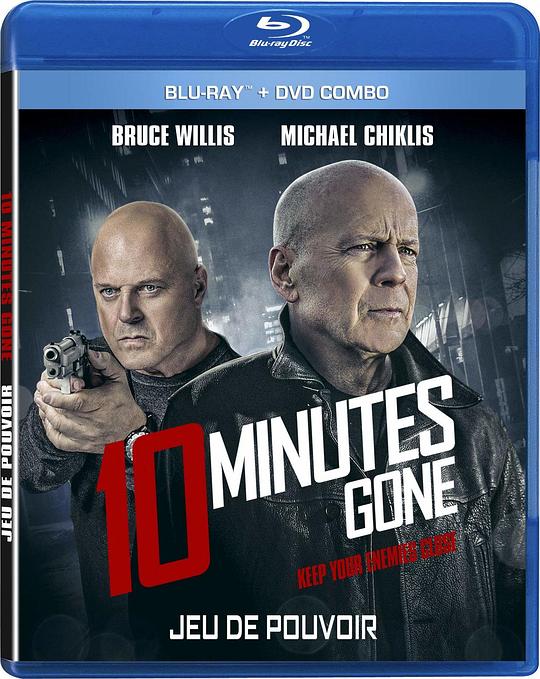 Blu-ray Disc™
BLU-RAY™ + DVD COMBO
BRUCE WILLIS MICHAEL CHIKLIS
10 MINUTES
GONE
KEEP YOUR ENEMIES CLOSE
JEU DE POUVOIR
10 MINUTES GONE
JEU DE POUVOIR